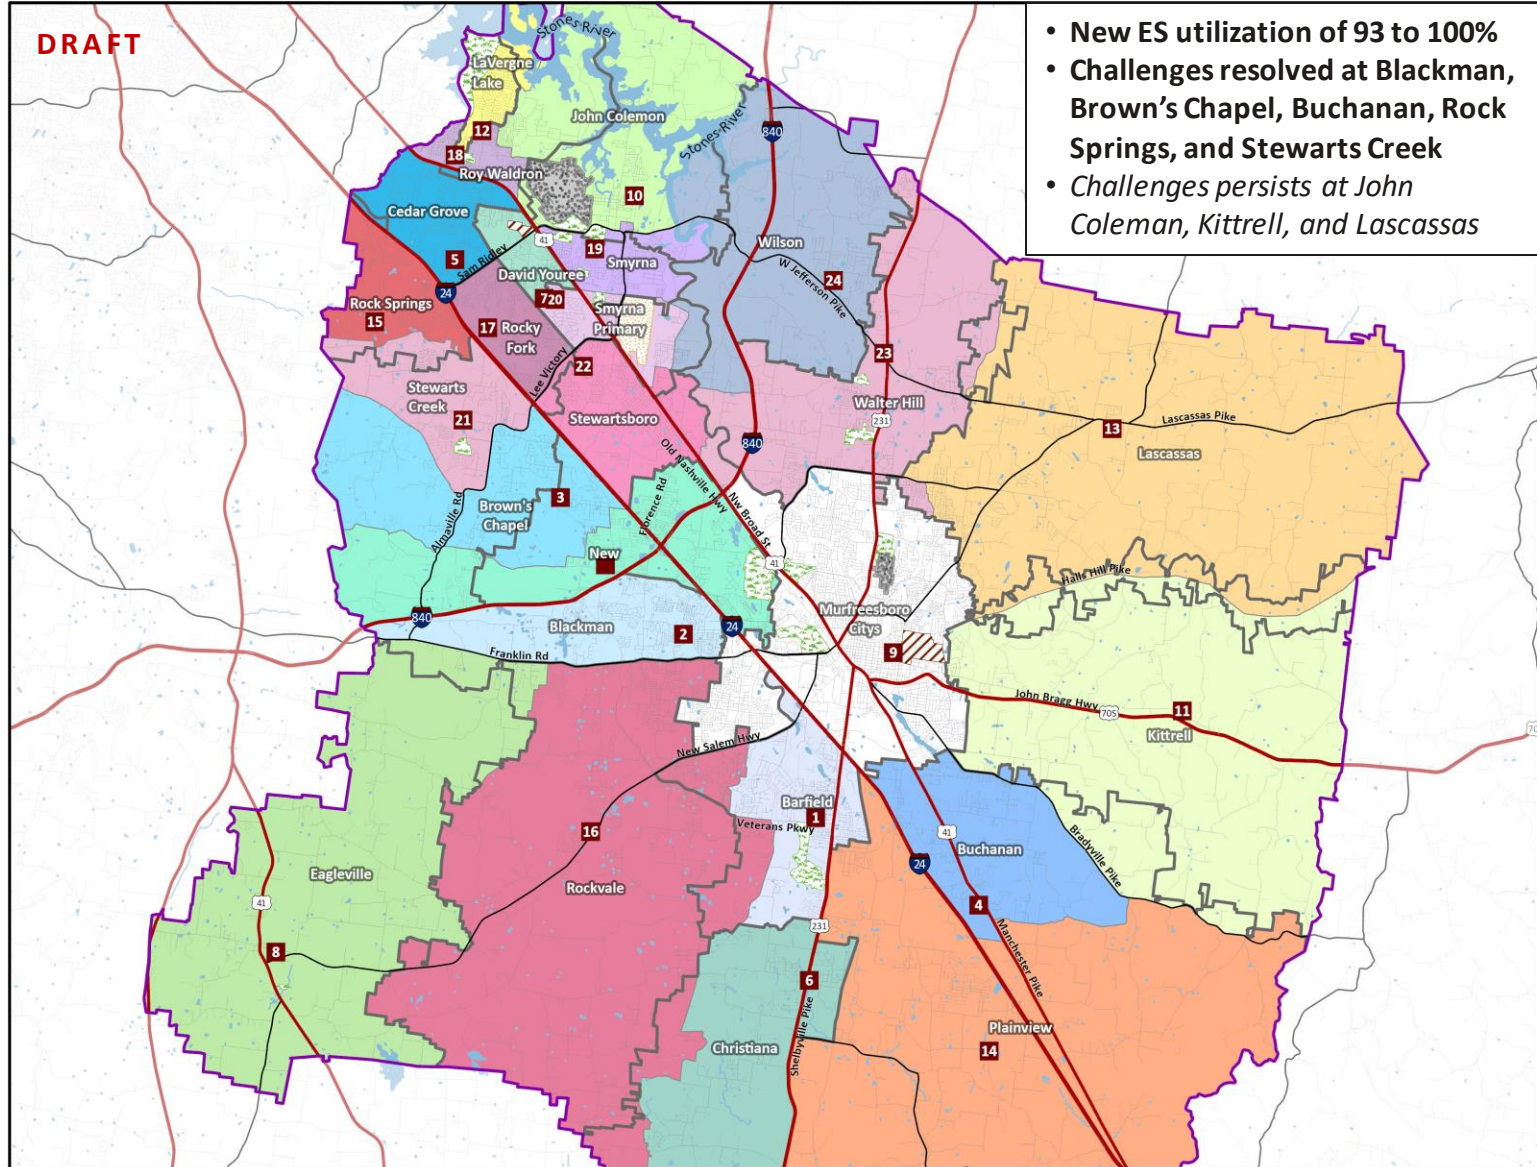 DRAFT
• New ES utilization of 93 to 100%
• Challenges resolved at Blackman,
Brown's Chapel, Buchanan, Rock
Springs, and Stewarts Creek
• Challenges persists at John
Coleman, Kittrell, and Lascassas
Stones River
LaVergne
Lake
John Colemon
Stones River
840
12
18
Roy Waldron
10
Cedar Grove
41
19
Smyrna
Wilson
5
Sam Ridley
David Youree
W Jefferson Pike
24
24
Rock Springs
15
720
Smyrna
Primary
17
Rocky
Fork
Lee Victory
22
23
Stewarts
Creek
21
Stewartsboro
Walter Hill
231
Lascassas Pike
13
Lascassas
840
Old Nashville Hwy
Brown's
Chapel
3
Almaville Rd
Florence Rd
Nw Broad St
New
41
Halls Hill Pike
840
Blackman
2
24
Murfreesboro
Citys
9
Franklin Rd
John Bragg Hwy
70S
11
Kittrell
70
New Salem Hwy
Barfield
1
Veterans Pkwy
16
Rockvale
41
Buchanan
Bradyville Pike
24
Eagleville
41
4
Manchester Pike
231
8
6
Shelbyville Pike
Plainview
14
Christiana